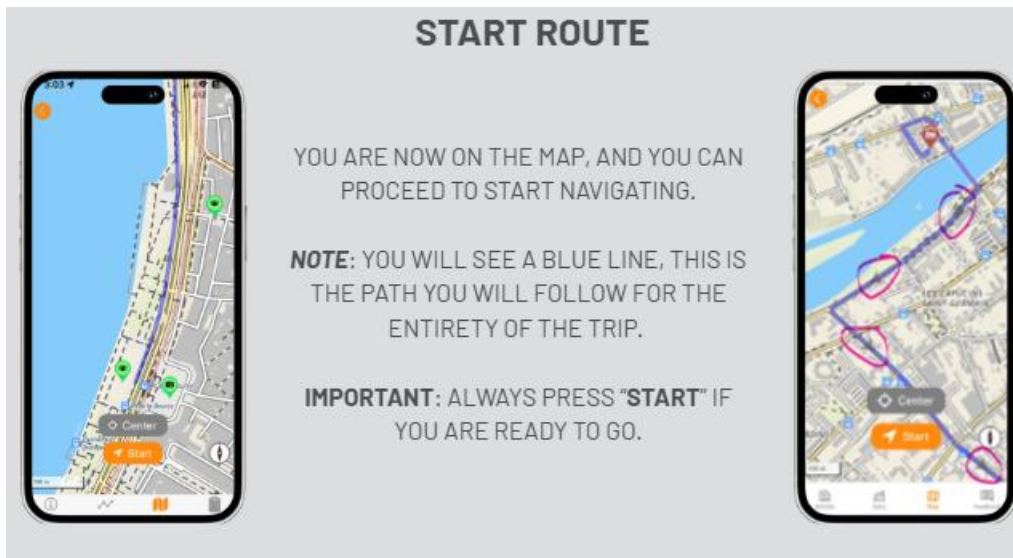 START ROUTE
YOU ARE NOW ON THE MAP, AND YOU CAN
PROCEED TO START NAVIGATING.
NOTE: YOU WILL SEE A BLUE LINE, THIS IS
THE PATH YOU WILL FOLLOW FOR THE
ENTIRETY OF THE TRIP.
IMPORTANT: ALWAYS PRESS “START” IF
YOU ARE READY TO GO.
Center
Start
Center
Start
Map